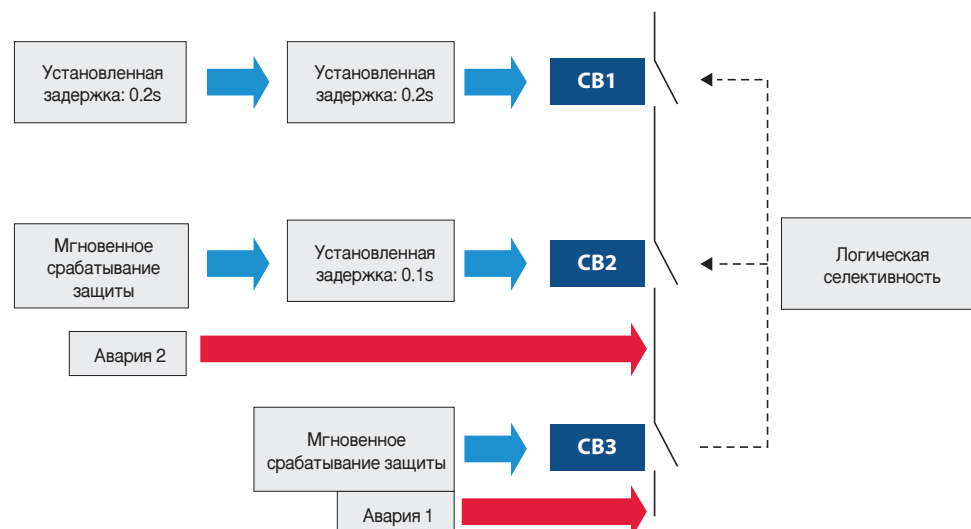 Установленная
задержка: 0.2s
Установленная
задержка: 0.2s
CB1
Мгновенное
срабатывание
защиты
Установленная
задержка: 0.1s
CB2
Логическая
селективность
Авария 2
Мгновенное
срабатывание защиты
CB3
Авария 1